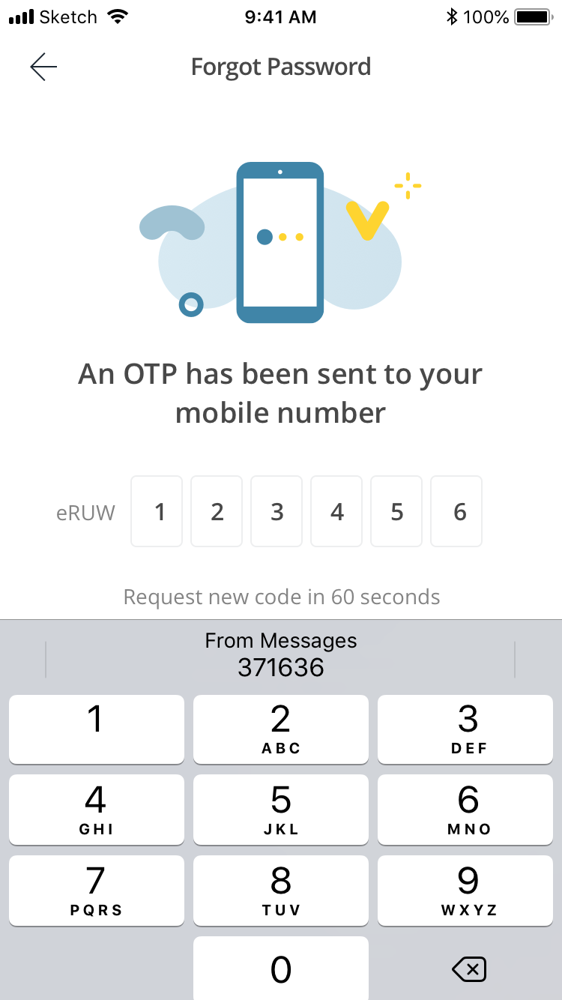 Sketch 9:41 AM 100%
Forgot Password
An OTP has been sent to your
mobile number
eRUW 1 2 3 4 5 6
Request new code in 60 seconds
From Messages
371636
1 2 3
ABC DEF
4 5 6
GHI JKL MNO
7 8 9
PQRS TUV WXYZ
0